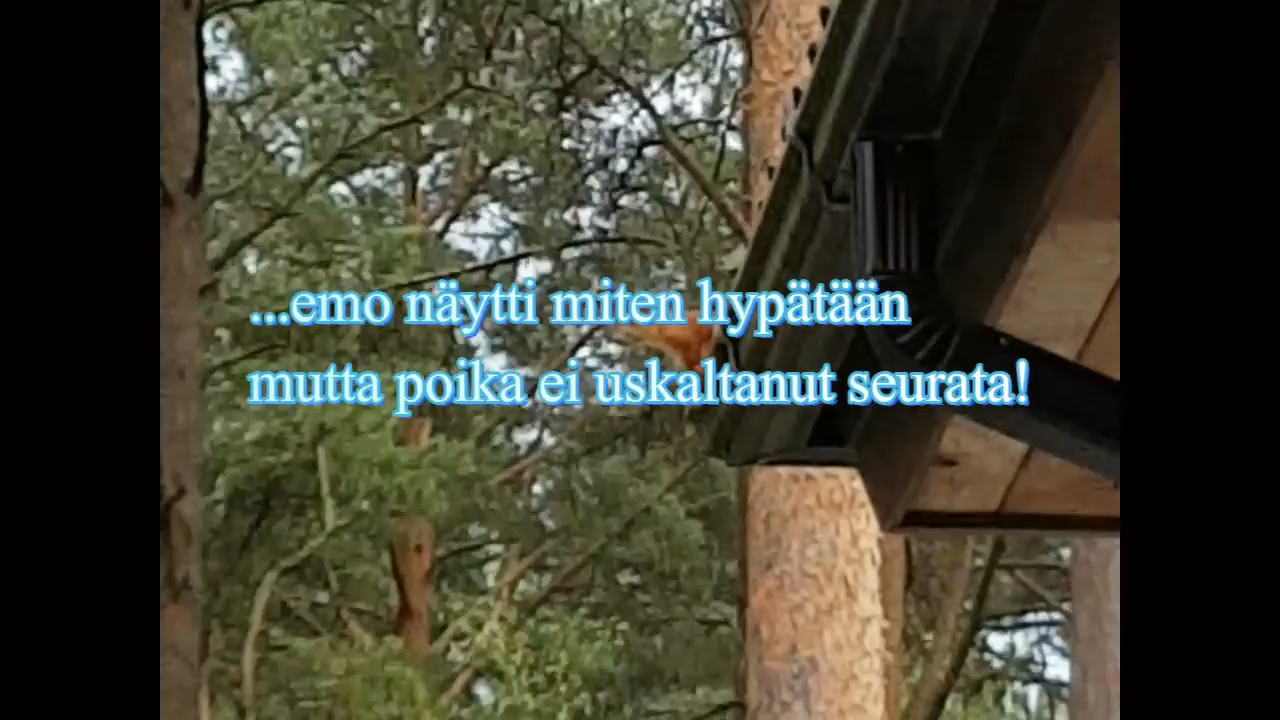 ...emo näytti miten hypätään
mutta poika ei uskaltanut seurata!